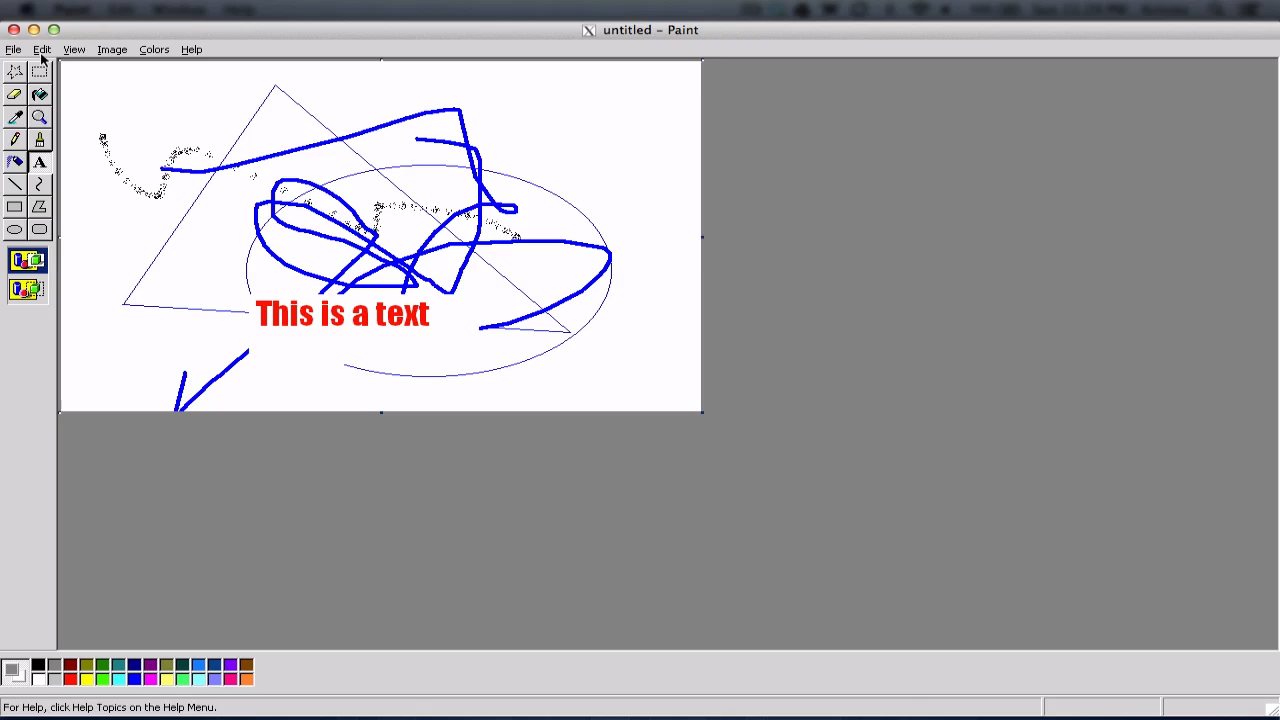 untitled – Paint
File Edit View Image Colors Help
A
This is a text
For Help, click Help Topics on the Help Menu.